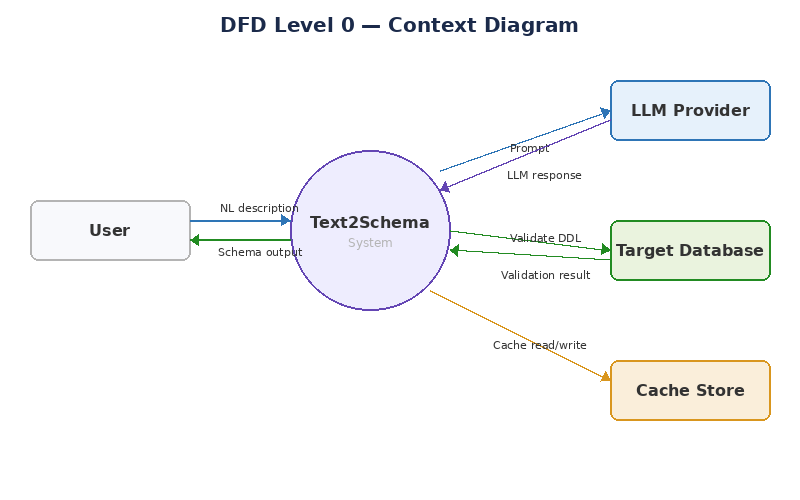 DFD Level 0 — Context Diagram
LLM Provider
Prompt
LLM response
NL description
User
Text2Schema
System
Schema output
Validate DDL
Target Database
Validation result
Cache read/write
Cache Store